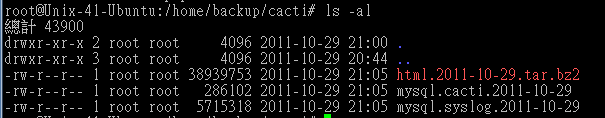 root@Unix-41-Ubuntu:/home/backup/cacti# ls -al
總計 43900
drwxr-xr-x 2 root root     4096 2011-10-29 21:00 .
drwxr-xr-x 3 root root     4096 2011-10-29 20:44 ..
-rw-r--r-- 1 root root 38939753 2011-10-29 21:05 html.2011-10-29.tar.bz2
-rw-r--r-- 1 root root   286102 2011-10-29 21:05 mysql.cacti.2011-10-29
-rw-r--r-- 1 root root  5715318 2011-10-29 21:05 mysql.syslog.2011-10-29